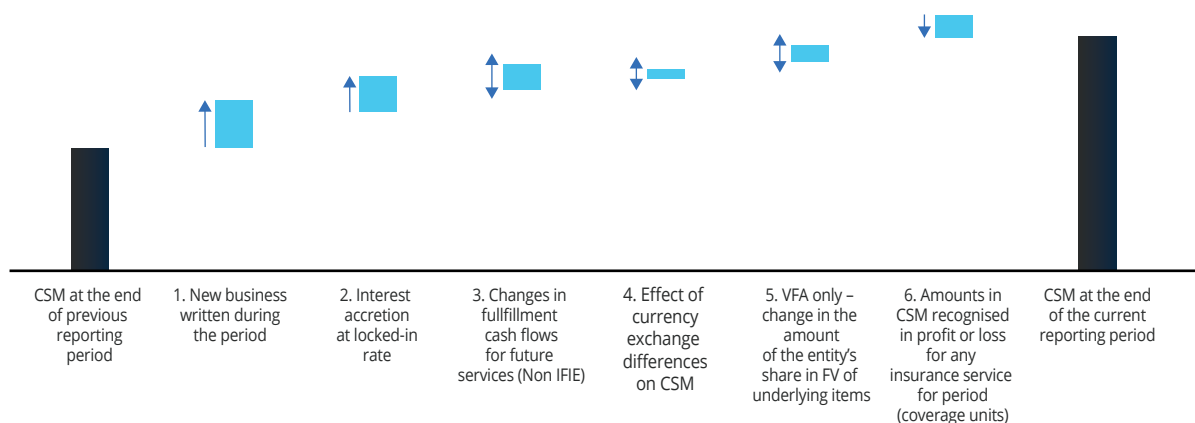 CSM at the end
of previous
reporting
period
1. New business
written during
the period
2. Interest
accretion
at locked-in
rate
3. Changes in
fullfillment
cash flows
for future
services (Non IFIE)
4. Effect of
currency
exchange
differences
on CSM
5. VFA only –
change in the
amount
of the entity's
share in FV of
underlying items
6. Amounts in
CSM recognised
in profit or loss
for any
insurance service
for period
(coverage units)
CSM at the end
of the current
reporting period